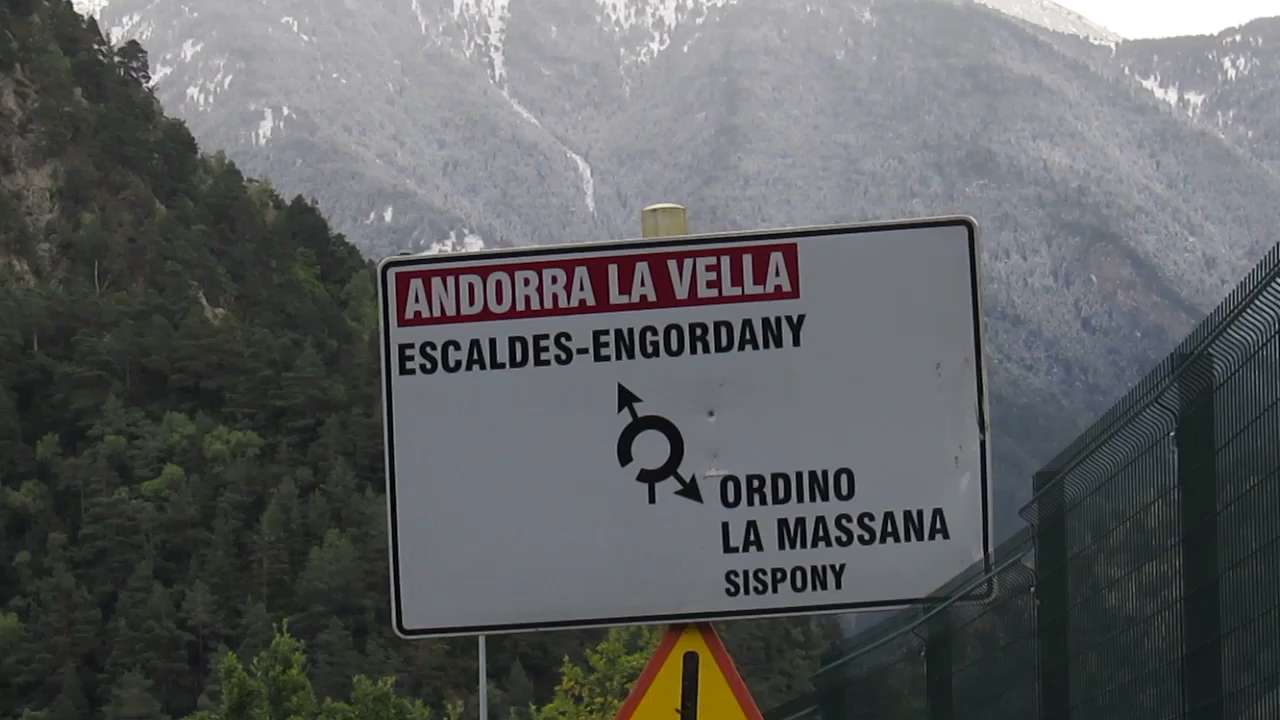 ANDORRA LA VELLA
ESCALDES-ENGORDANY
ORDINO
LA MASSANA
SISPONY